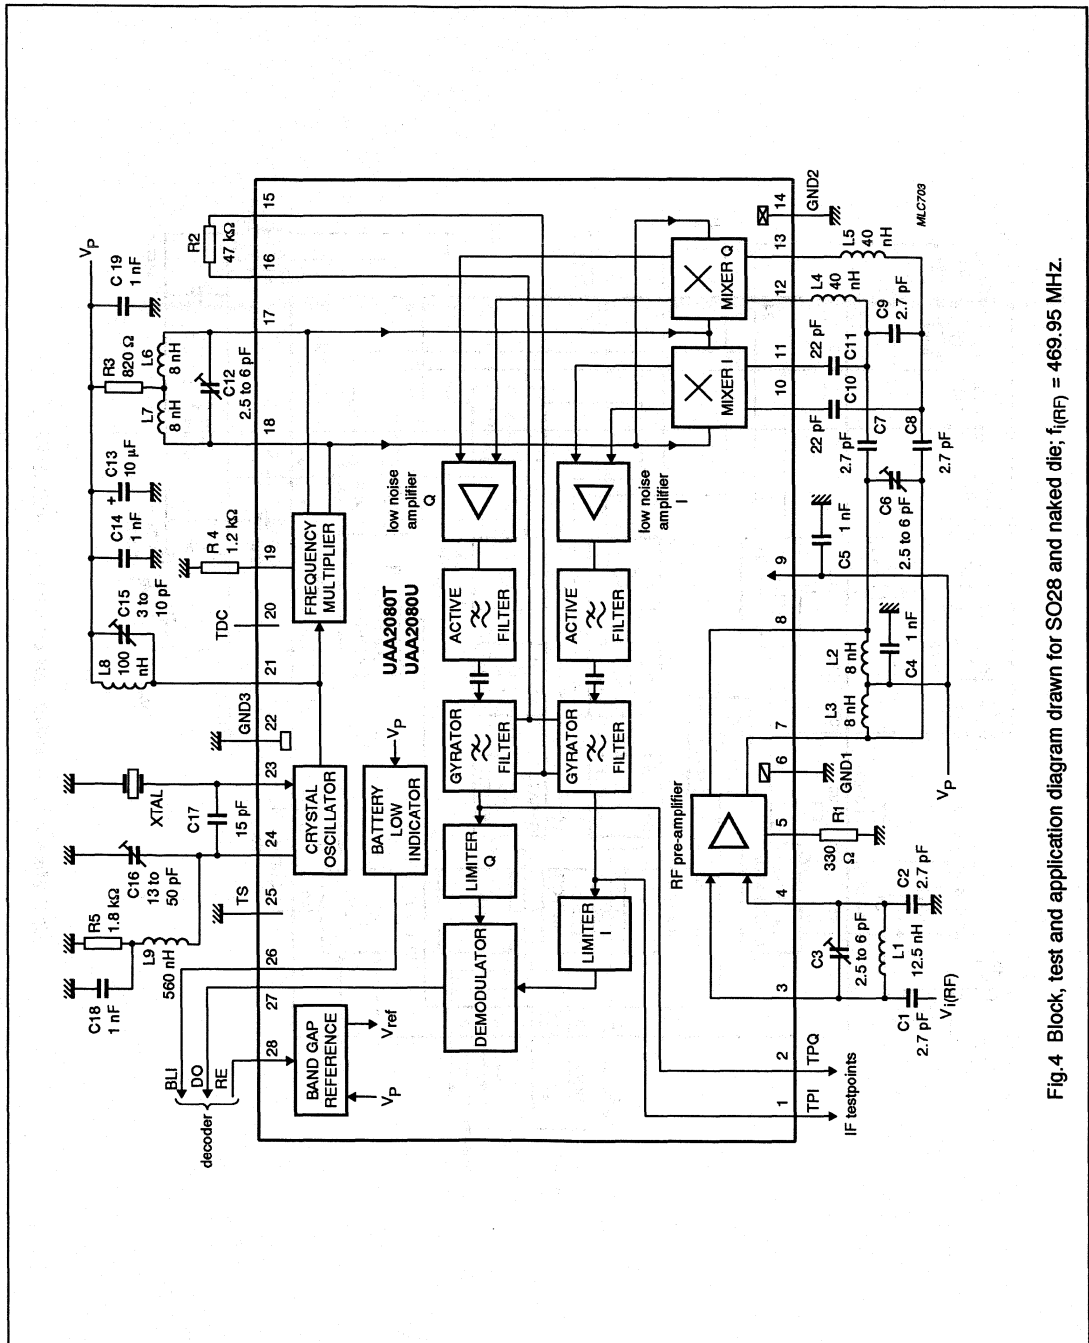 VP
C 19
1 nF
R3
820 Ω
L6
8 nH
L7
8 nH
C12
2.5 to 6 pF
R2
47 kΩ
C13
+
10 µF
C14
1 nF
R 4
1.2 kΩ
C15
3 to
10 pF
L8
100
nH
TDC
GND3
XTAL
C17
15 pF
C16
13 to
50 pF
TS
R5
1.8 kΩ
L9
560 nH
C18
1 nF
BLI
DO
RE
decoder
28
27
26
25
24
23
22
21
20
19
18
17
16
15
BAND GAP
REFERENCE
Vref
VP
CRYSTAL
OSCILLATOR
BATTERY
LOW
INDICATOR
VP
FREQUENCY
MULTIPLIER
UAA2080T
UAA2080U
DEMODULATOR
LIMITER
Q
LIMITER
I
GYRATOR
FILTER
GYRATOR
FILTER
ACTIVE
FILTER
ACTIVE
FILTER
low noise
amplifier
Q
low noise
amplifier
I
MIXER I
MIXER Q
RF pre-amplifier
1
2
3
4
5
6
7
8
9
10
11
12
13
14
TPI
TPQ
IF testpoints
C1
2.7 pF
Vi(RF)
C3
2.5 to 6 pF
L1
12.5 nH
C2
2.7 pF
330
Ω
R1
GND1
VP
L3
8 nH
L2
8 nH
C4
1 nF
C5
1 nF
C6
2.5 to 6 pF
C7
2.7 pF
C8
2.7 pF
22 pF
C10
22 pF
C11
C9
2.7 pF
L4
40
nH
L5
40
nH
GND2
MLC703
Fig.4 Block, test and application diagram drawn for SO28 and naked die; fi(RF) = 469.95 MHz.